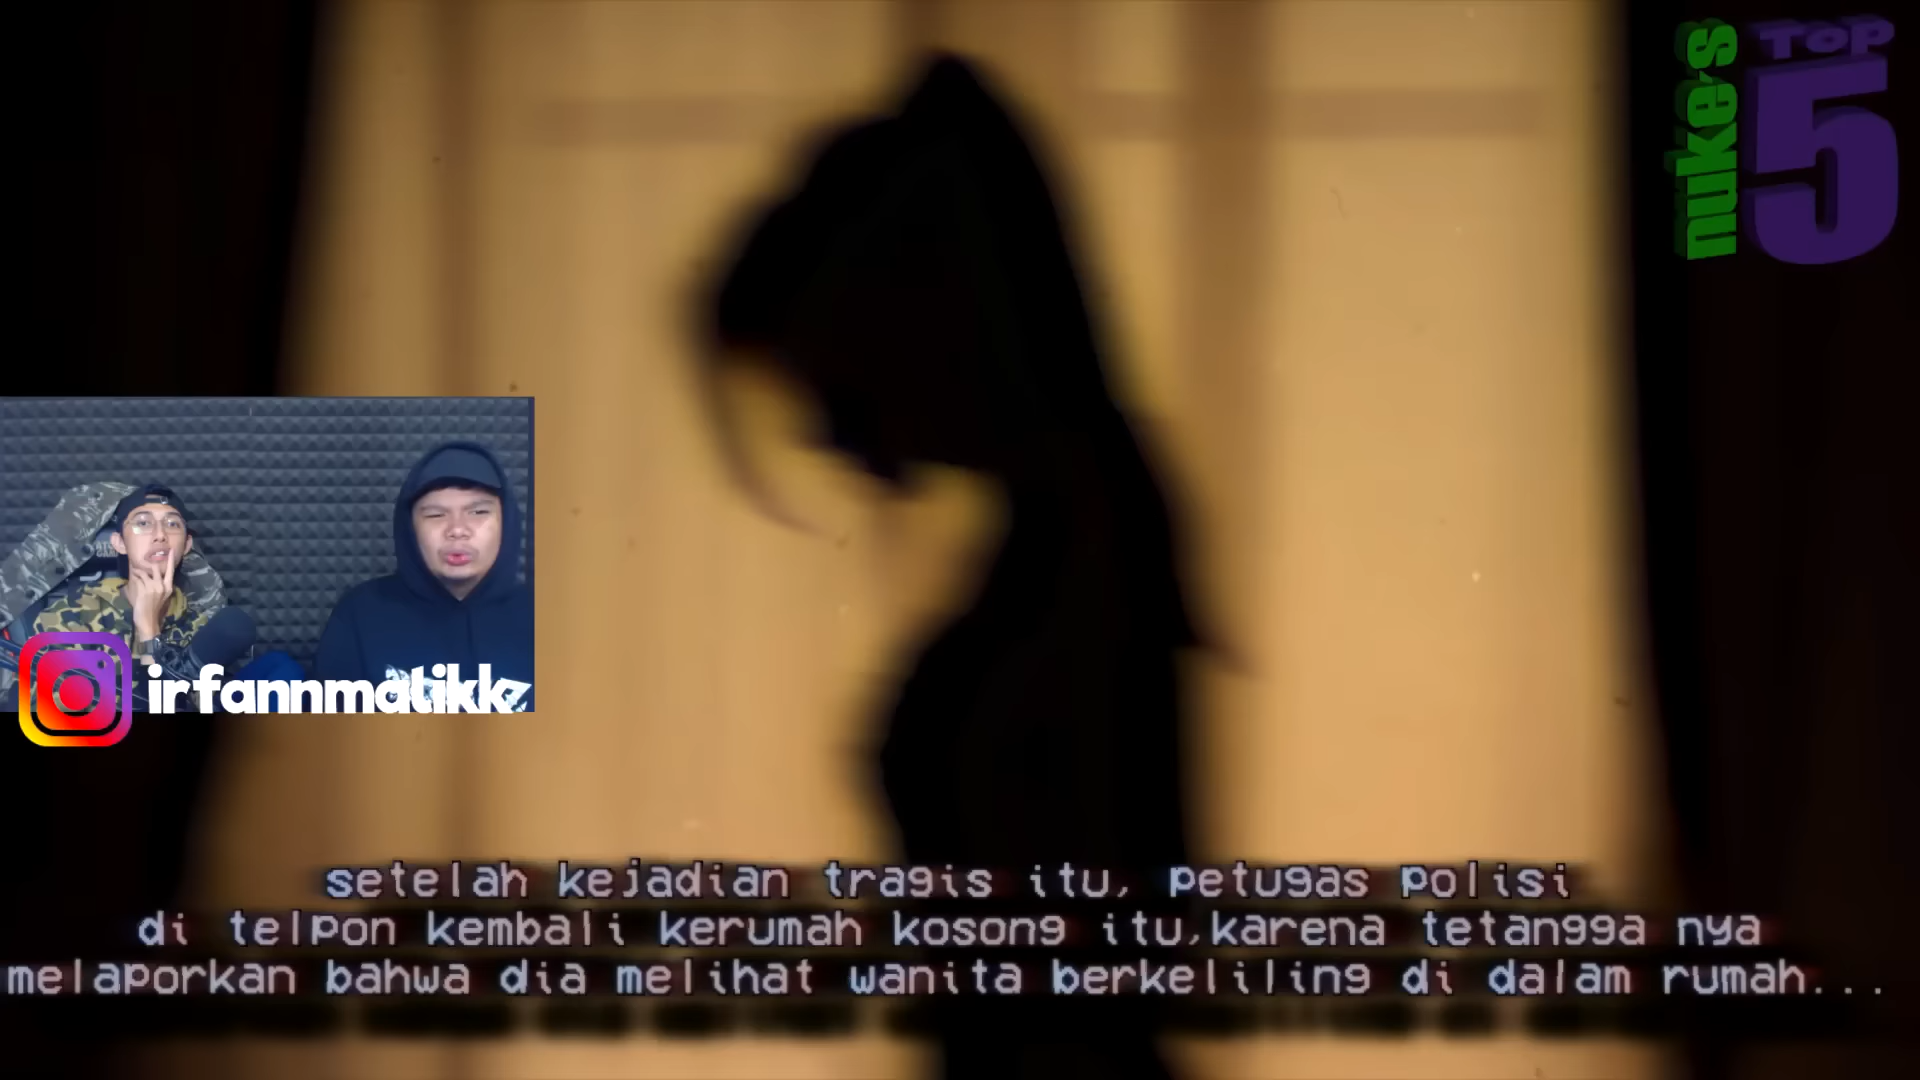 nuke's
TOP
5
irfannmalikk
setelah kejadian tragis itu, petugas polisi
di telpon kembali kerumah kosong itu,karena tetangga nya
melaporkan bahwa dia melihat wanita berkeliling di dalam rumah...